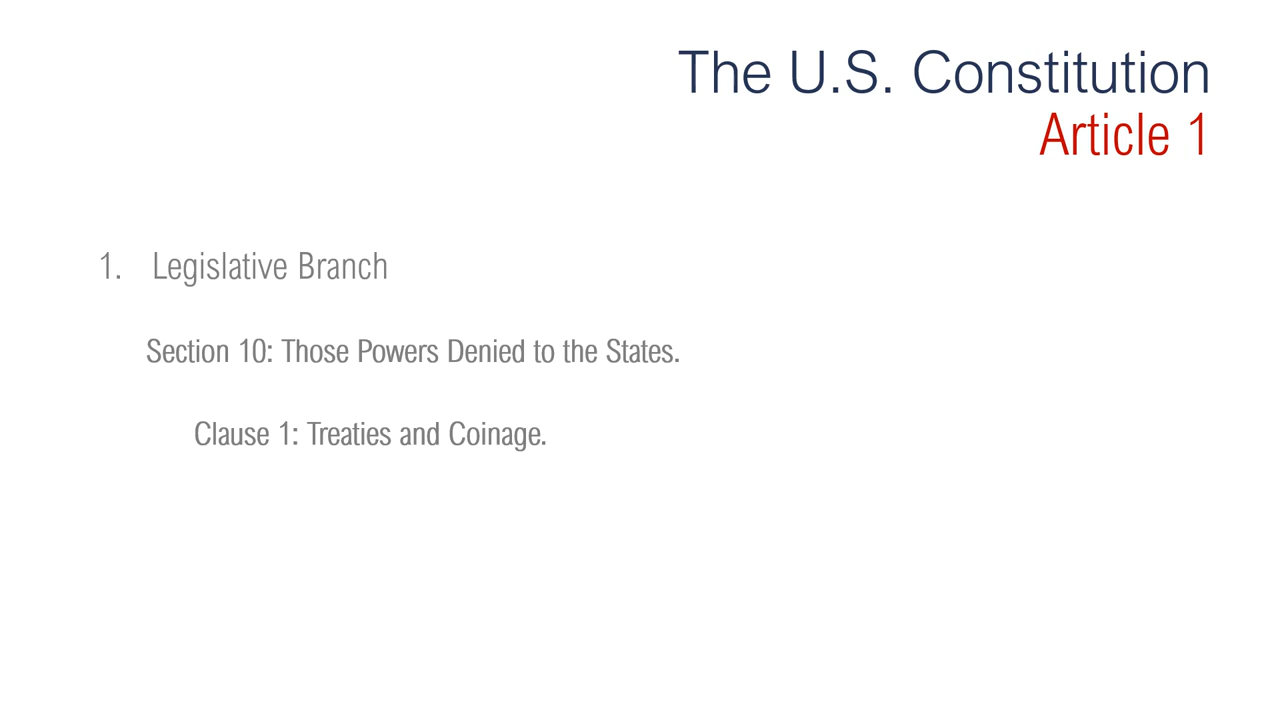 The U.S. Constitution
Article 1
1. Legislative Branch
Section 10: Those Powers Denied to the States.
Clause 1: Treaties and Coinage.